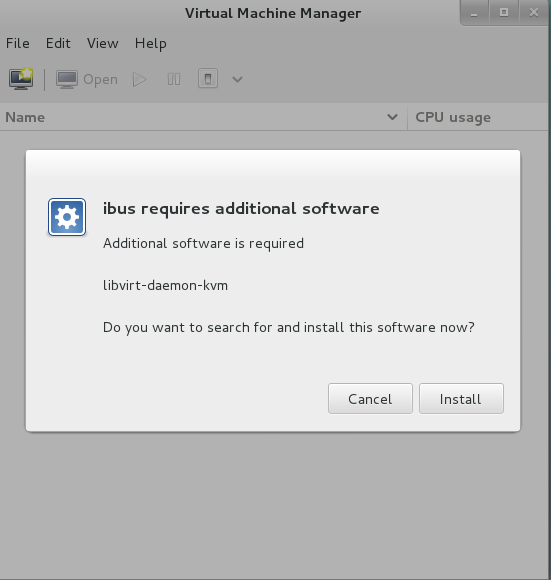 Virtual Machine Manager
File Edit View Help
Open
Name CPU usage
ibus requires additional software
Additional software is required
libvirt-daemon-kvm
Do you want to search for and install this software now?
Cancel Install